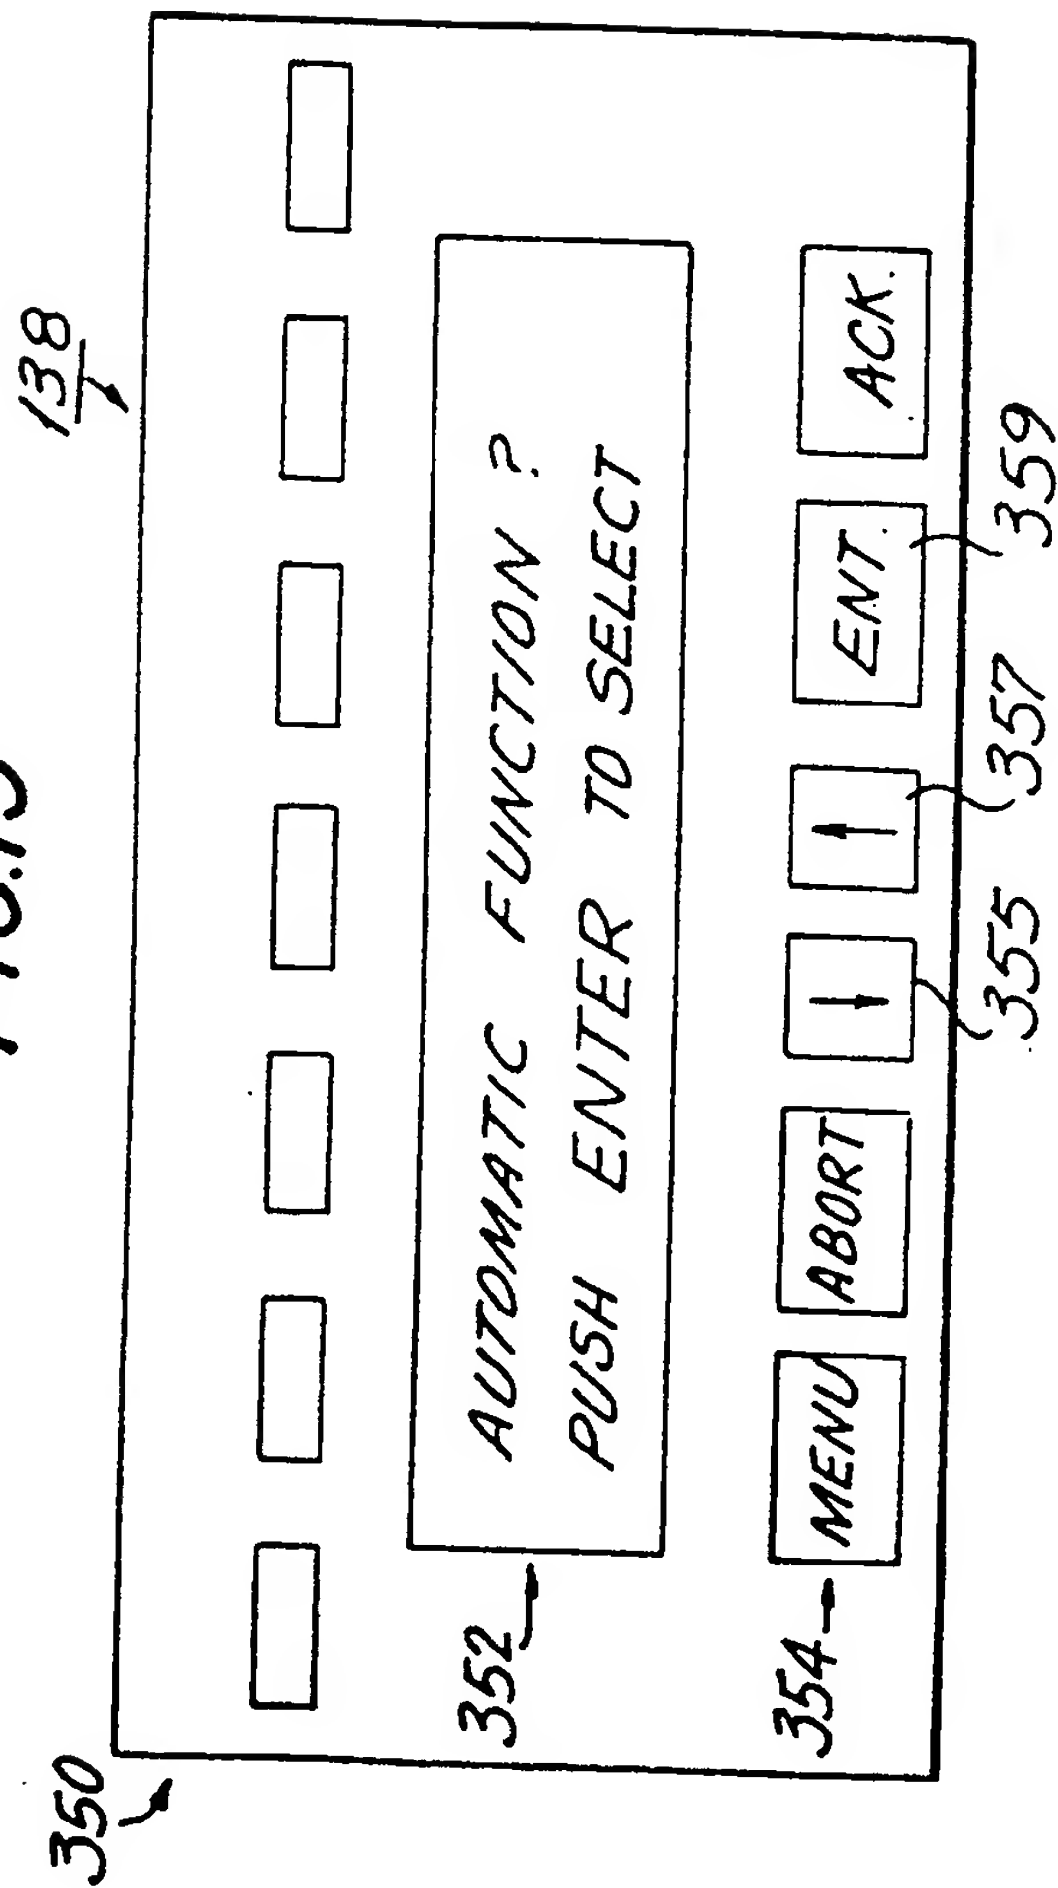 138
350
352
AUTOMATIC FUNCTION ?
PUSH ENTER TO SELECT
354
MENU
ABORT
↓
↑
ENT.
ACK.
355
357
359